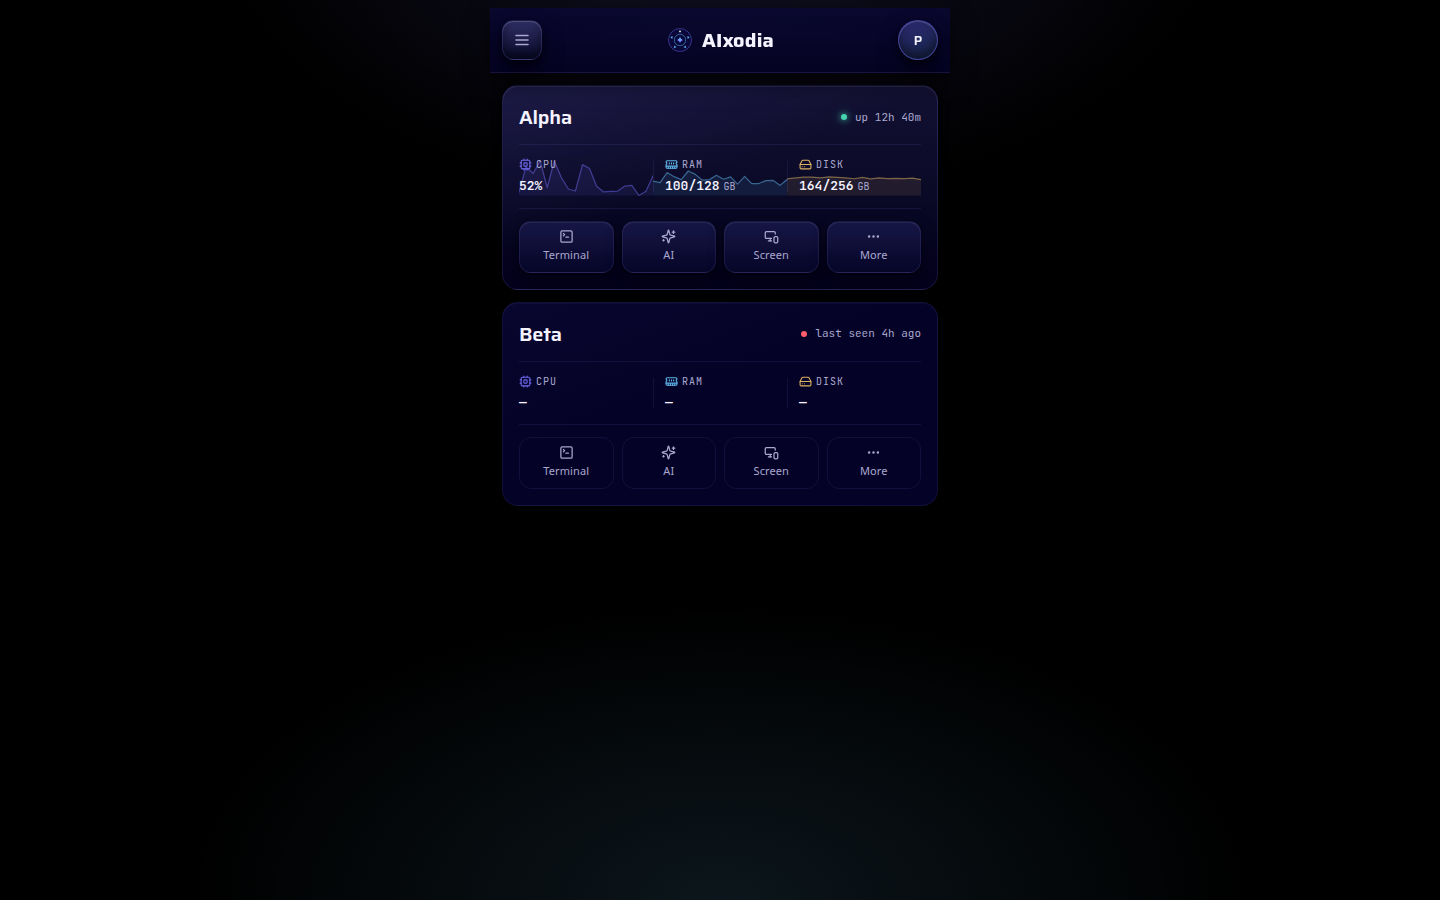 AIxodia
P
Alpha
up 12h 40m
CPU RAM DISK
52% 100/128 GB 164/256 GB
Terminal AI Screen More
Beta
last seen 4h ago
CPU RAM DISK
— — —
Terminal AI Screen More